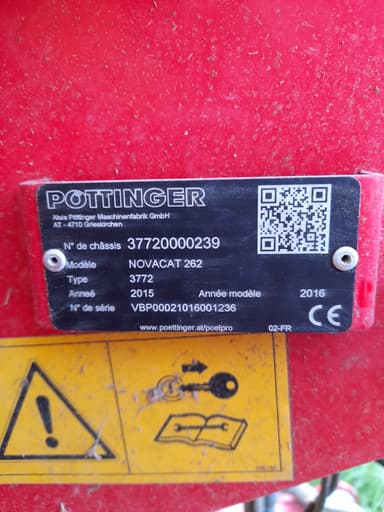 PÖTTINGER
Alois Pöttinger Maschinenfabrik GmbH
AT - 4710 Grieskirchen
N° de châssis 37720000239
Modèle NOVACAT 262
Type 3772
Anneé 2015 Année modèle 2016
N° de série VBP00021016001236
www.poettinger.at/poetpro 02-FR CE